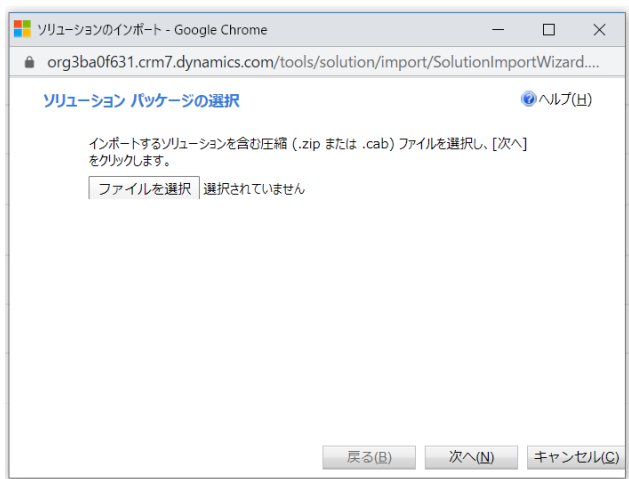 ソリューションのインポート - Google Chrome
org3ba0f631.crm7.dynamics.com/tools/solution/import/SolutionImportWizard....
ソリューション パッケージの選択
ヘルプ(H)
インポートするソリューションを含む圧縮 (.zip または .cab) ファイルを選択し、[次へ]
をクリックします。
ファイルを選択 選択されていません
戻る(B) 次へ(N) キャンセル(C)